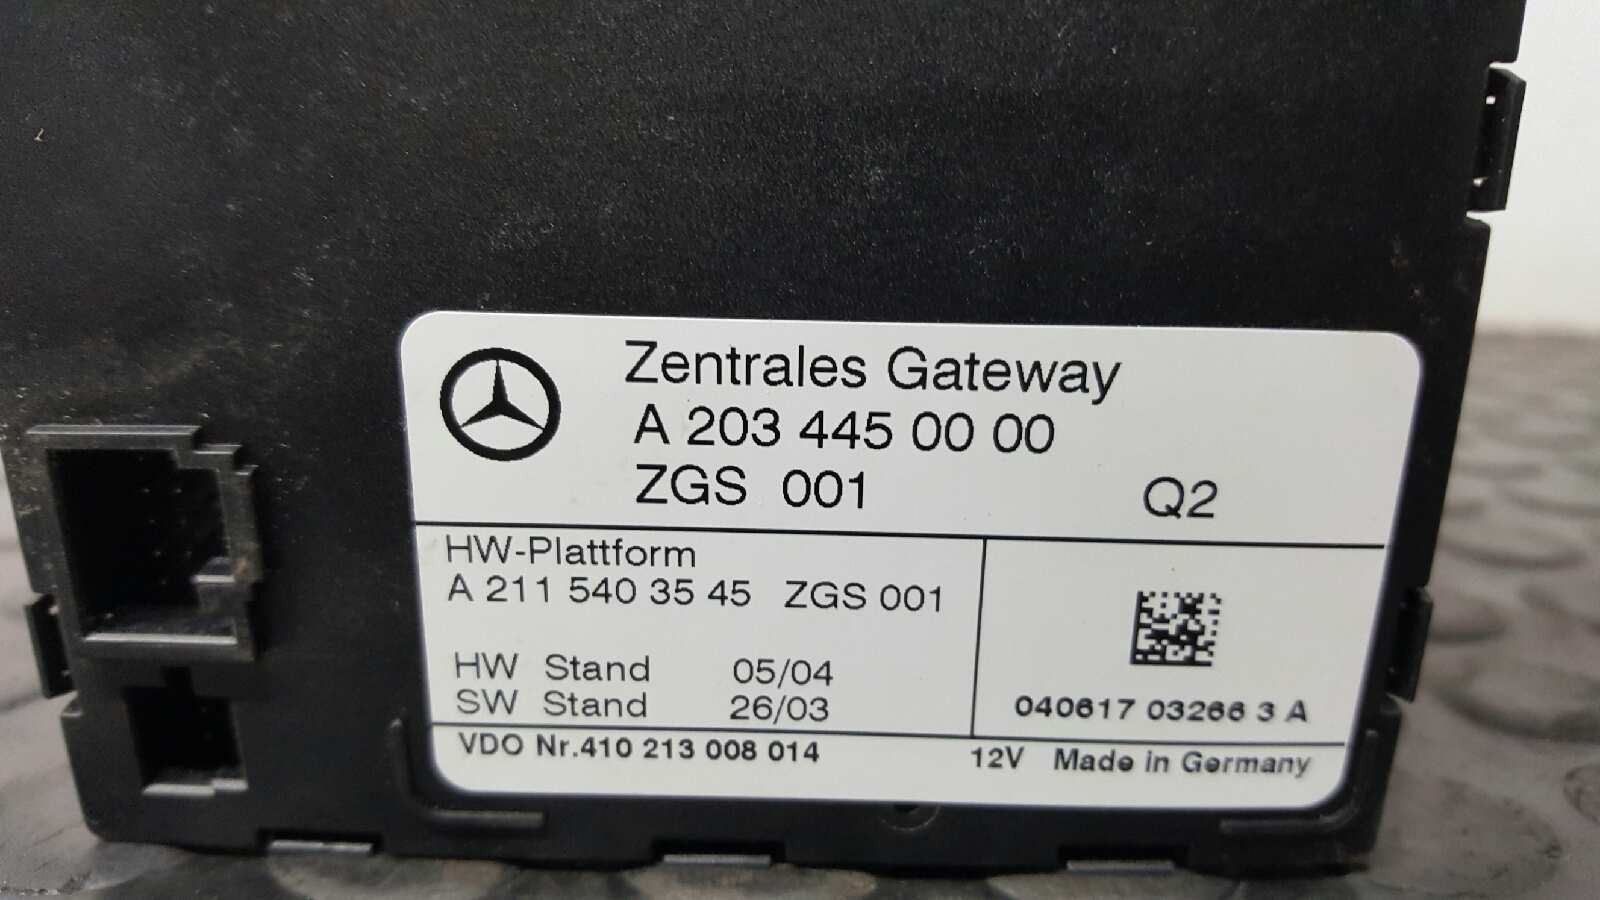 Zentrales Gateway
A 203 445 00 00
ZGS 001 Q2
HW-Plattform
A 211 540 35 45 ZGS 001
HW Stand 05/04
SW Stand 26/03
040617 03266 3 A
VDO Nr.410 213 008 014 12V Made in Germany